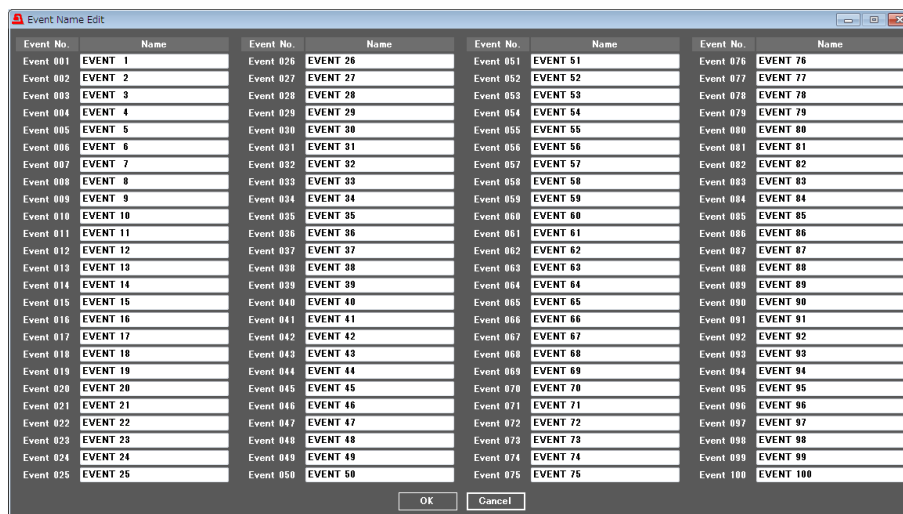 Event Name Edit
Event No. Name Event No. Name Event No. Name Event No. Name
Event 001 EVENT  1 Event 026 EVENT 26 Event 051 EVENT 51 Event 076 EVENT 76
Event 002 EVENT  2 Event 027 EVENT 27 Event 052 EVENT 52 Event 077 EVENT 77
Event 003 EVENT  3 Event 028 EVENT 28 Event 053 EVENT 53 Event 078 EVENT 78
Event 004 EVENT  4 Event 029 EVENT 29 Event 054 EVENT 54 Event 079 EVENT 79
Event 005 EVENT  5 Event 030 EVENT 30 Event 055 EVENT 55 Event 080 EVENT 80
Event 006 EVENT  6 Event 031 EVENT 31 Event 056 EVENT 56 Event 081 EVENT 81
Event 007 EVENT  7 Event 032 EVENT 32 Event 057 EVENT 57 Event 082 EVENT 82
Event 008 EVENT  8 Event 033 EVENT 33 Event 058 EVENT 58 Event 083 EVENT 83
Event 009 EVENT  9 Event 034 EVENT 34 Event 059 EVENT 59 Event 084 EVENT 84
Event 010 EVENT 10 Event 035 EVENT 35 Event 060 EVENT 60 Event 085 EVENT 85
Event 011 EVENT 11 Event 036 EVENT 36 Event 061 EVENT 61 Event 086 EVENT 86
Event 012 EVENT 12 Event 037 EVENT 37 Event 062 EVENT 62 Event 087 EVENT 87
Event 013 EVENT 13 Event 038 EVENT 38 Event 063 EVENT 63 Event 088 EVENT 88
Event 014 EVENT 14 Event 039 EVENT 39 Event 064 EVENT 64 Event 089 EVENT 89
Event 015 EVENT 15 Event 040 EVENT 40 Event 065 EVENT 65 Event 090 EVENT 90
Event 016 EVENT 16 Event 041 EVENT 41 Event 066 EVENT 66 Event 091 EVENT 91
Event 017 EVENT 17 Event 042 EVENT 42 Event 067 EVENT 67 Event 092 EVENT 92
Event 018 EVENT 18 Event 043 EVENT 43 Event 068 EVENT 68 Event 093 EVENT 93
Event 019 EVENT 19 Event 044 EVENT 44 Event 069 EVENT 69 Event 094 EVENT 94
Event 020 EVENT 20 Event 045 EVENT 45 Event 070 EVENT 70 Event 095 EVENT 95
Event 021 EVENT 21 Event 046 EVENT 46 Event 071 EVENT 71 Event 096 EVENT 96
Event 022 EVENT 22 Event 047 EVENT 47 Event 072 EVENT 72 Event 097 EVENT 97
Event 023 EVENT 23 Event 048 EVENT 48 Event 073 EVENT 73 Event 098 EVENT 98
Event 024 EVENT 24 Event 049 EVENT 49 Event 074 EVENT 74 Event 099 EVENT 99
Event 025 EVENT 25 Event 050 EVENT 50 Event 075 EVENT 75 Event 100 EVENT 100
OK Cancel